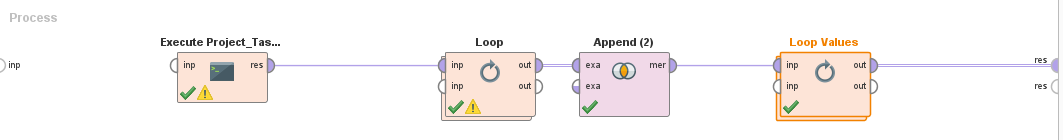 Process
Execute Project_Tas...
Loop
Append (2)
Loop Values
inp
inp
res
inp
out
inp
out
exa
mer
exa
inp
out
inp
out
res
res